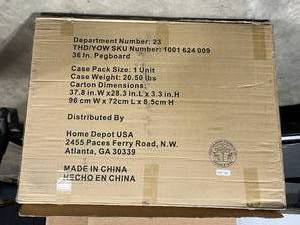 Department Number: 23
THD/YOW SKU Number: 1001 624 009
36 In. Pegboard
Case Pack Size: 1 Unit
Case Weight: 20.50 lbs
Carton Dimensions:
37.8 in W x28.3 in L x 3.3 in H
96 cm W x 72cm L x 8.5cm H
Distributed By
Home Depot USA
2455 Paces Ferry Road, N.W.
Atlanta, GA 30339
MADE IN CHINA
HECHO EN CHINA